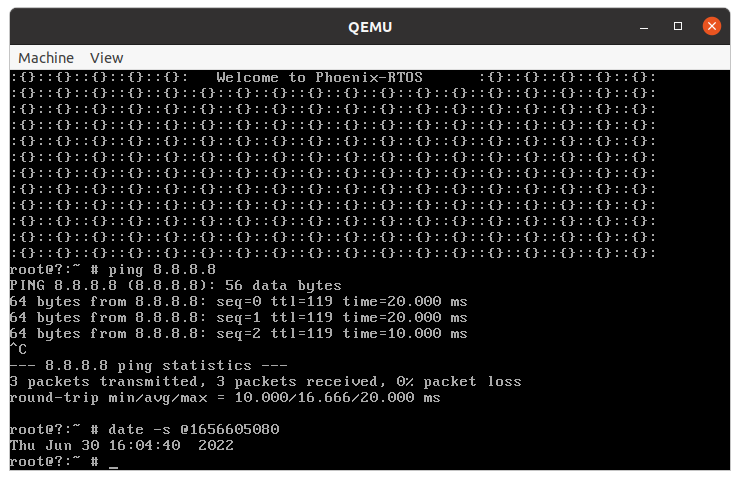 :{}::{}::{}::{}::{}:   Welcome to Phoenix-RTOS      :{}::{}::{}::{}::{}:
:{}::{}::{}::{}::{}::{}::{}::{}::{}::{}::{}::{}::{}::{}::{}::{}::{}::{}:
:{}::{}::{}::{}::{}::{}::{}::{}::{}::{}::{}::{}::{}::{}::{}::{}::{}::{}:
:{}::{}::{}::{}::{}::{}::{}::{}::{}::{}::{}::{}::{}::{}::{}::{}::{}::{}:
:{}::{}::{}::{}::{}::{}::{}::{}::{}::{}::{}::{}::{}::{}::{}::{}::{}::{}:
:{}::{}::{}::{}::{}::{}::{}::{}::{}::{}::{}::{}::{}::{}::{}::{}::{}::{}:
:{}::{}::{}::{}::{}::{}::{}::{}::{}::{}::{}::{}::{}::{}::{}::{}::{}::{}:
:{}::{}::{}::{}::{}::{}::{}::{}::{}::{}::{}::{}::{}::{}::{}::{}::{}::{}:
:{}::{}::{}::{}::{}::{}::{}::{}::{}::{}::{}::{}::{}::{}::{}::{}::{}::{}:
:{}::{}::{}::{}::{}::{}::{}::{}::{}::{}::{}::{}::{}::{}::{}::{}::{}::{}:
:{}::{}::{}::{}::{}::{}::{}::{}::{}::{}::{}::{}::{}::{}::{}::{}::{}::{}:
:{}::{}::{}::{}::{}::{}::{}::{}::{}::{}::{}::{}::{}::{}::{}::{}::{}::{}:
root@?:~ # ping 8.8.8.8
PING 8.8.8.8 (8.8.8.8): 56 data bytes
64 bytes from 8.8.8.8: seq=0 ttl=119 time=20.000 ms
64 bytes from 8.8.8.8: seq=1 ttl=119 time=20.000 ms
64 bytes from 8.8.8.8: seq=2 ttl=119 time=10.000 ms
^C
--- 8.8.8.8 ping statistics ---
3 packets transmitted, 3 packets received, 0% packet loss
round-trip min/avg/max = 10.000/16.666/20.000 ms
root@?:~ # date -s @1656605080
Thu Jun 30 16:04:40  2022
root@?:~ # _